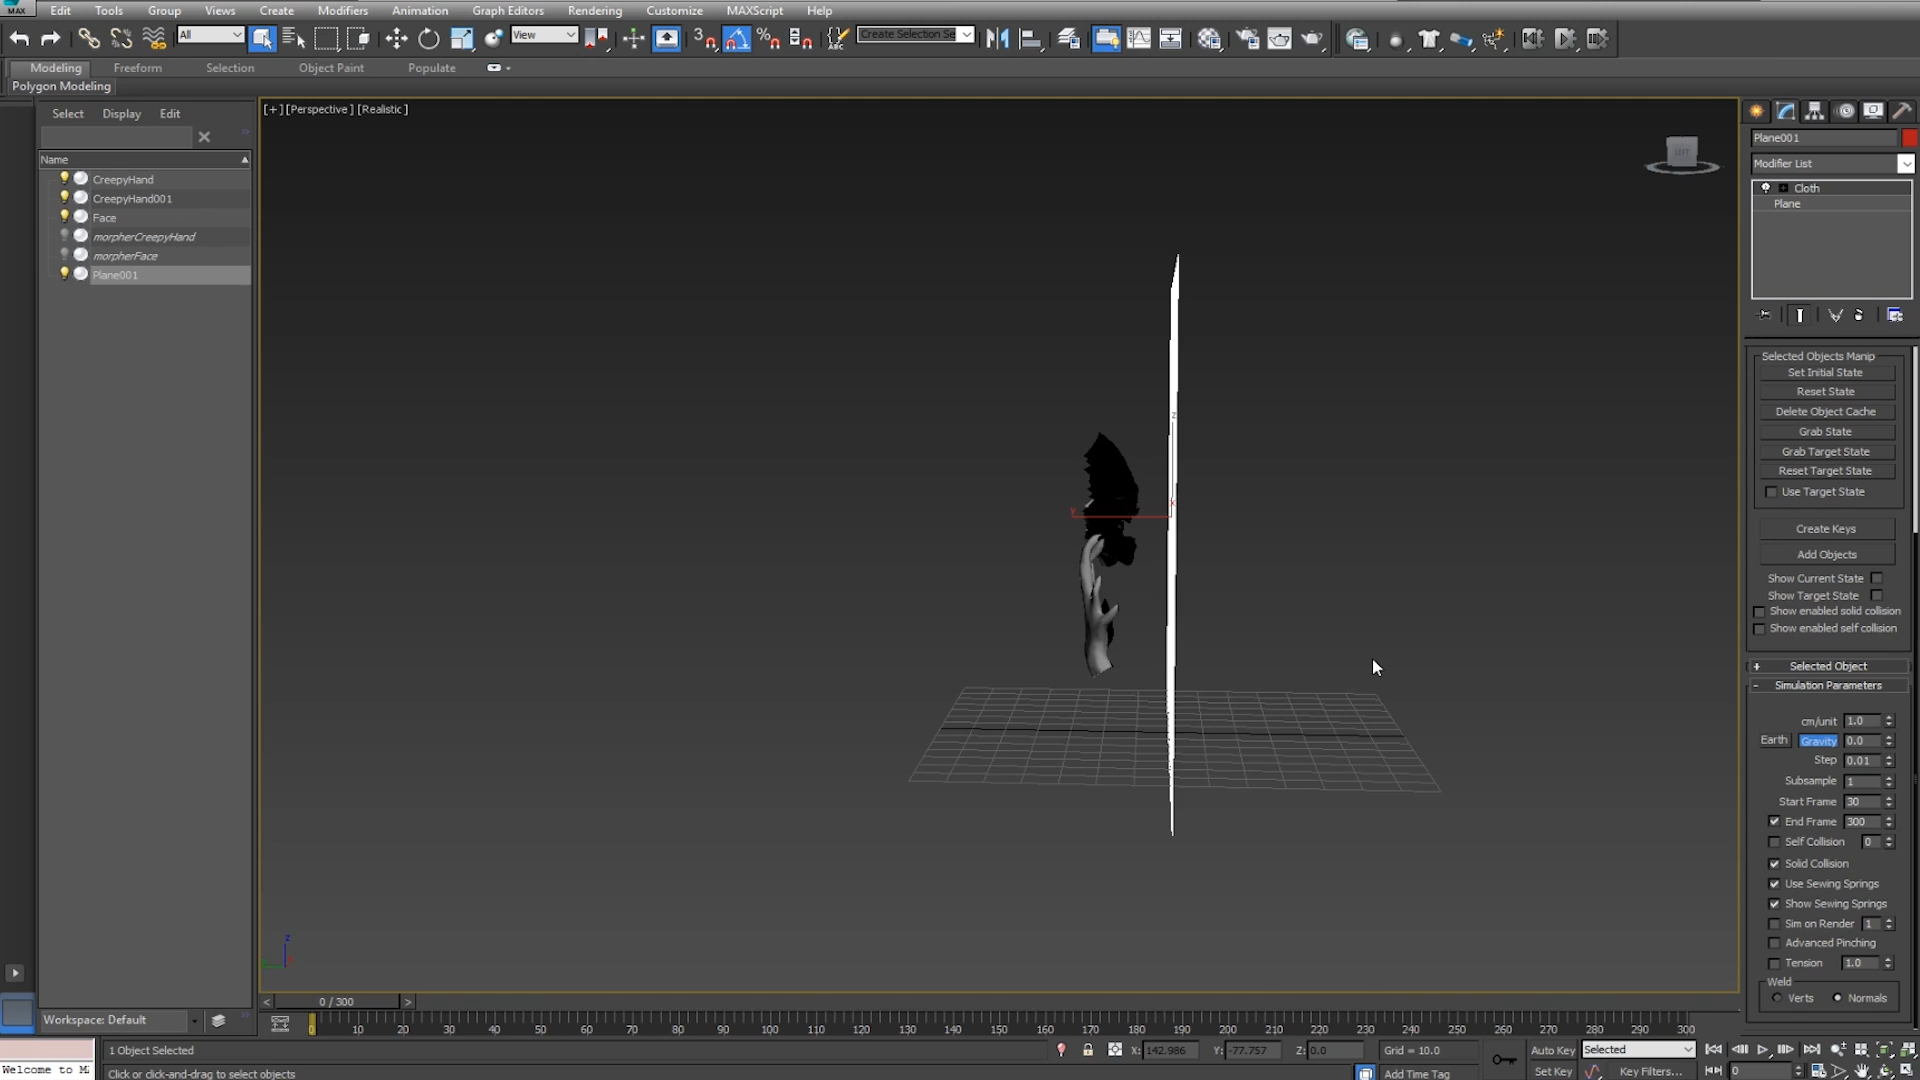 MAX Edit Tools Group Views Create Modifiers Animation Graph Editors Rendering Customize MAXScript Help
All View Create Selection Se
Modeling Freeform Selection Object Paint Populate
Polygon Modeling
Select Display Edit
Name
CreepyHand
CreepyHand001
Face
morpherCreepyHand
morpherFace
Plane001
[+] [Perspective] [Realistic]
LEFT
Plane001
Modifier List
Cloth
Plane
Selected Objects Manip
Set Initial State
Reset State
Delete Object Cache
Grab State
Grab Target State
Reset Target State
Use Target State
Create Keys
Add Objects
Show Current State
Show Target State
Show enabled solid collision
Show enabled self collision
+ Selected Object
- Simulation Parameters
cm/unit 1.0
Earth Gravity 0.0
Step 0.01
Subsample 1
Start Frame 30
End Frame 300
Self Collision 0
Solid Collision
Use Sewing Springs
Show Sewing Springs
Sim on Render 1
Advanced Pinching
Tension 1.0
Weld
Verts Normals
< 0 / 300 >
Workspace: Default
0 10 20 30 40 50 60 70 80 90 100 110 120 130 140 150 160 170 180 190 200 210 220 230 240 250 260 270 280 290 300
1 Object Selected X: 142.986 Y: -77.757 Z: 0.0 Grid = 10.0 Auto Key Selected
Welcome to M Click or click-and-drag to select objects Add Time Tag Set Key Key Filters... 0